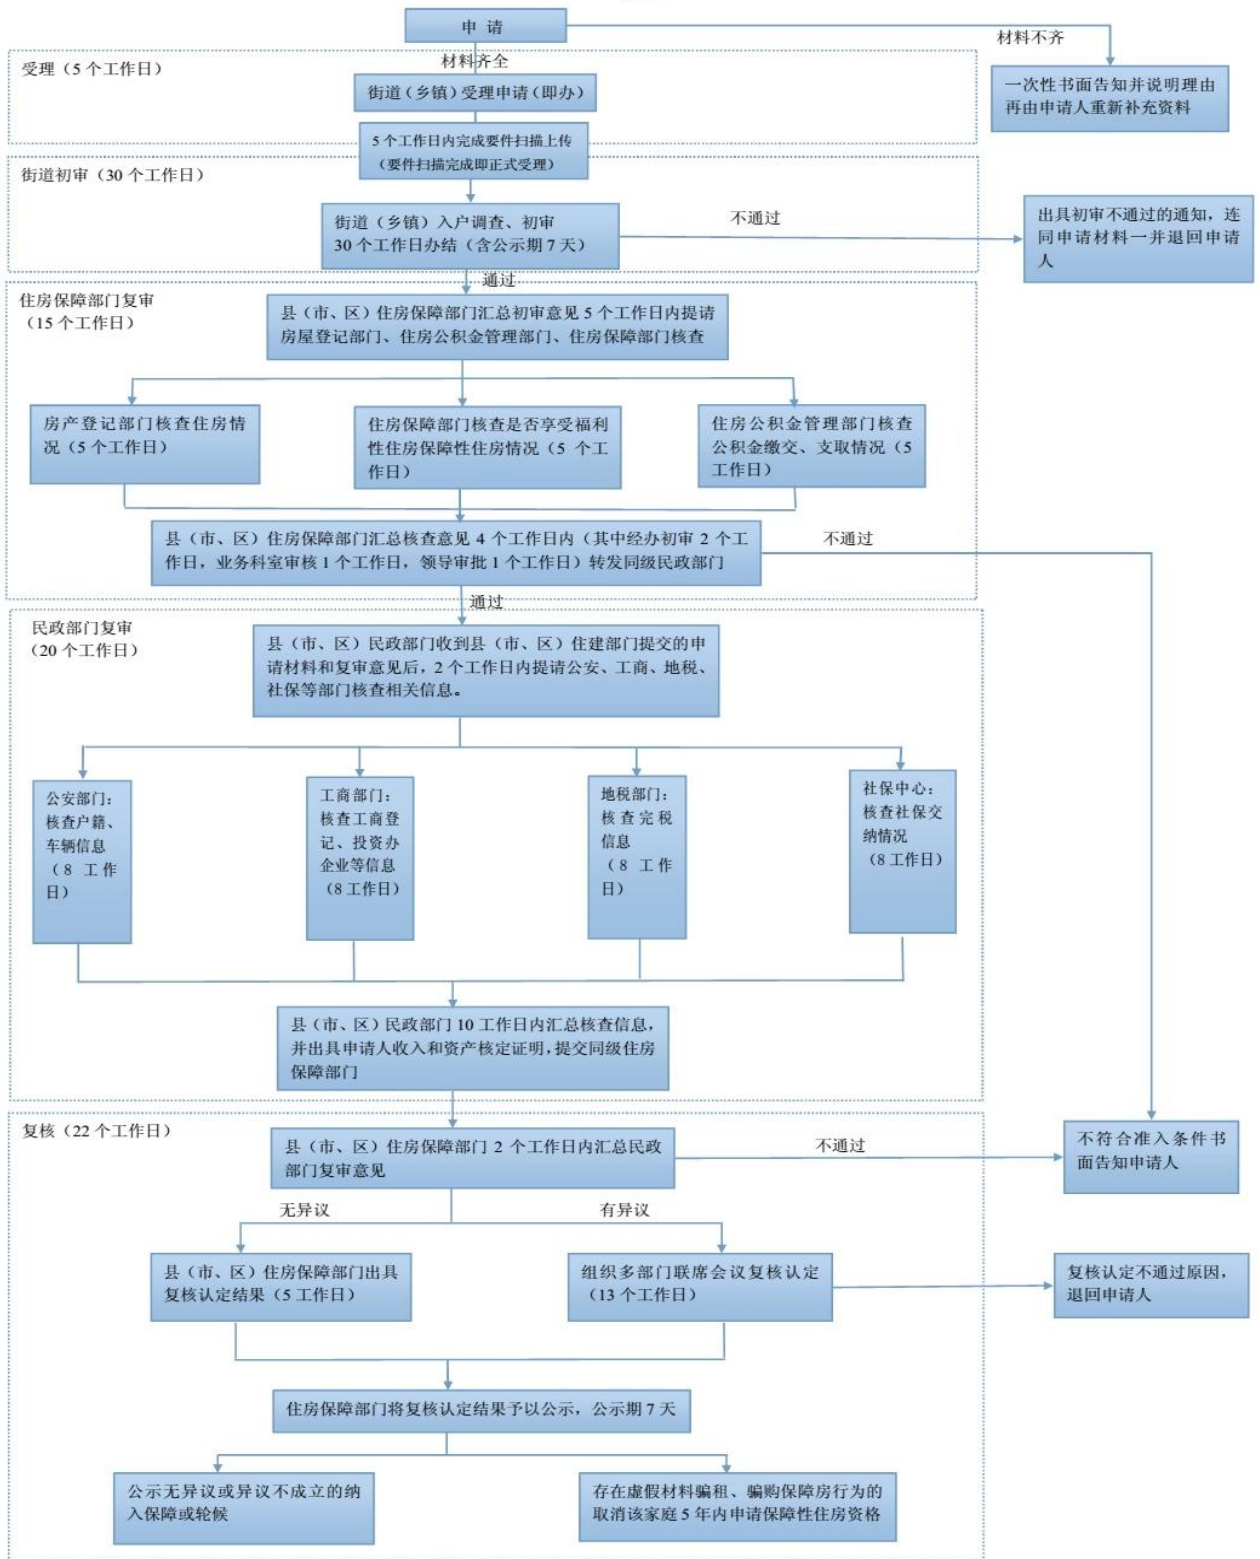 申 请
材料不齐
受理（5 个工作日）
材料齐全
街道（乡镇）受理申请（即办）
一次性书面告知并说明理由
再由申请人重新补充资料
5 个工作日内完成要件扫描上传
（要件扫描完成即正式受理）
街道初审（30 个工作日）
街道（乡镇）入户调查、初审
30 个工作日办结（含公示期 7 天）
不通过
出具初审不通过的通知，连
同申请材料一并退回申请
人
通过
住房保障部门复审
（15 个工作日）
县（市、区）住房保障部门汇总初审意见 5 个工作日内提请
房屋登记部门、住房公积金管理部门、住房保障部门核查
房产登记部门核查住房情
况（5 个工作日）
住房保障部门核查是否享受福利
性住房保障性住房情况（5 个工
作日）
住房公积金管理部门核查
公积金缴交、支取情况（5
工作日）
县（市、区）住房保障部门汇总核查意见 4 个工作日内（其中经办初审 2 个工
作日，业务科室审核 1 个工作日，领导审批 1 个工作日）转发同级民政部门
不通过
通过
民政部门复审
（20 个工作日）
县（市、区）民政部门收到县（市、区）住建部门提交的申
请材料和复审意见后，2 个工作日内提请公安、工商、地税、
社保等部门核查相关信息。
公安部门：
核查户籍、
车辆信息
（8 工作
日）
工商部门：
核查工商登
记、投资办
企业等信息
（8 工作日）
地税部门：
核查完税
信息
（8 工作
日）
社保中心：
核查社保交
纳情况
（8 工作日）
县（市、区）民政部门 10 工作日内汇总核查信息，
并出具申请人收入和资产核定证明，提交同级住房
保障部门
复核（22 个工作日）
县（市、区）住房保障部门 2 个工作日内汇总民政
部门复审意见
不通过
不符合准入条件书
面告知申请人
无异议
有异议
县（市、区）住房保障部门出具
复核认定结果（5 工作日）
组织多部门联席会议复核认定
（13 个工作日）
复核认定不通过原因，
退回申请人
住房保障部门将复核认定结果予以公示，公示期 7 天
公示无异议或异议不成立的纳
入保障或轮候
存在虚假材料骗租、骗购保障房行为的
取消该家庭 5 年内申请保障性住房资格